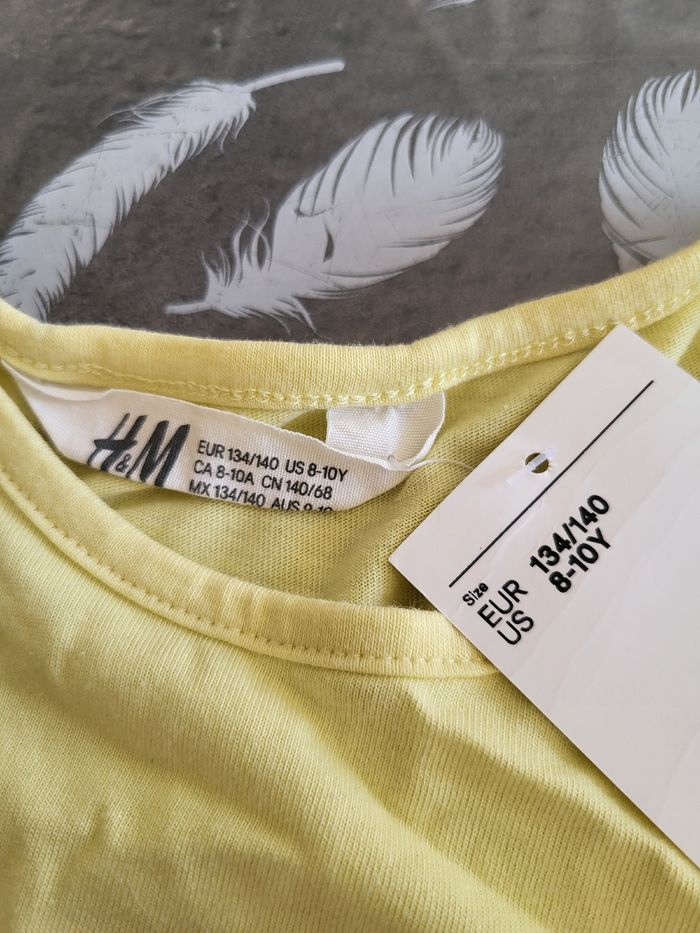 H&M
EUR 134/140 US 8-10Y
CA 8-10A CN 140/68
MX 134/140 AUS
Size
EUR 134/140
US 8-10Y